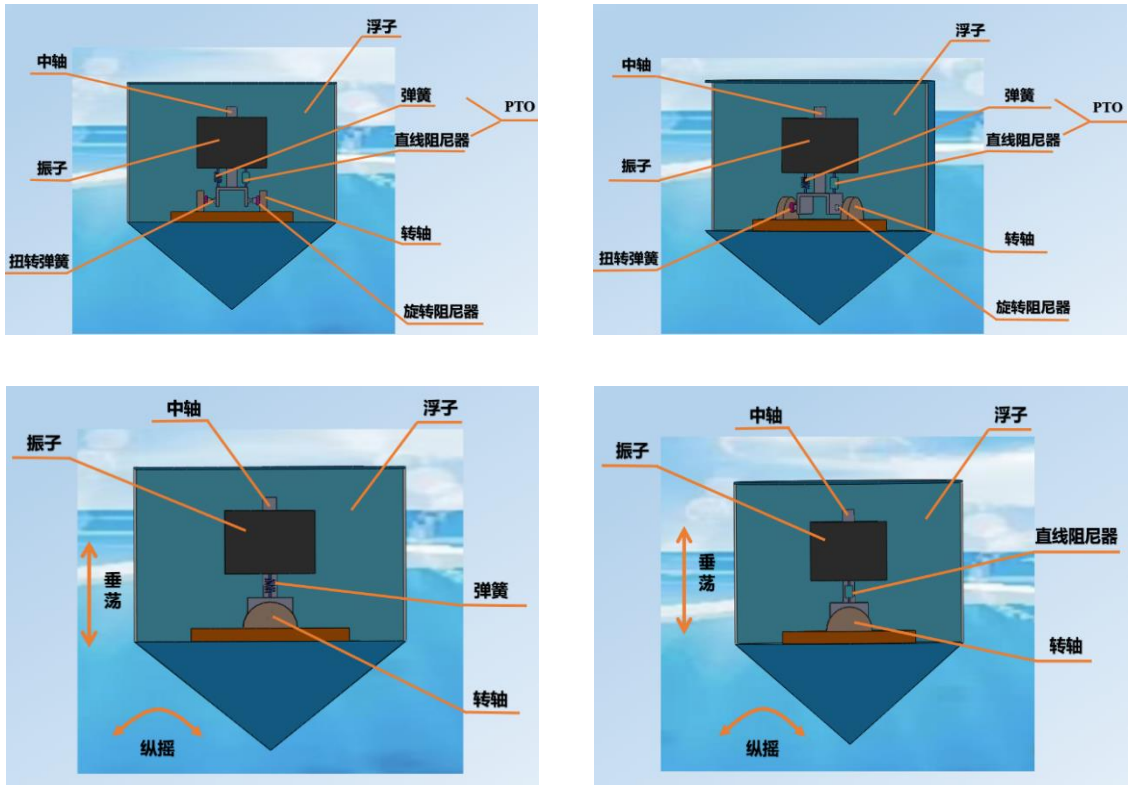 浮子
中轴
弹簧
PTO
直线阻尼器
振子
转轴
扭转弹簧
旋转阻尼器
浮子
中轴
弹簧
PTO
直线阻尼器
振子
转轴
扭转弹簧
旋转阻尼器
中轴
浮子
振子
垂荡
弹簧
转轴
纵摇
中轴
浮子
振子
直线阻尼器
垂荡
转轴
纵摇